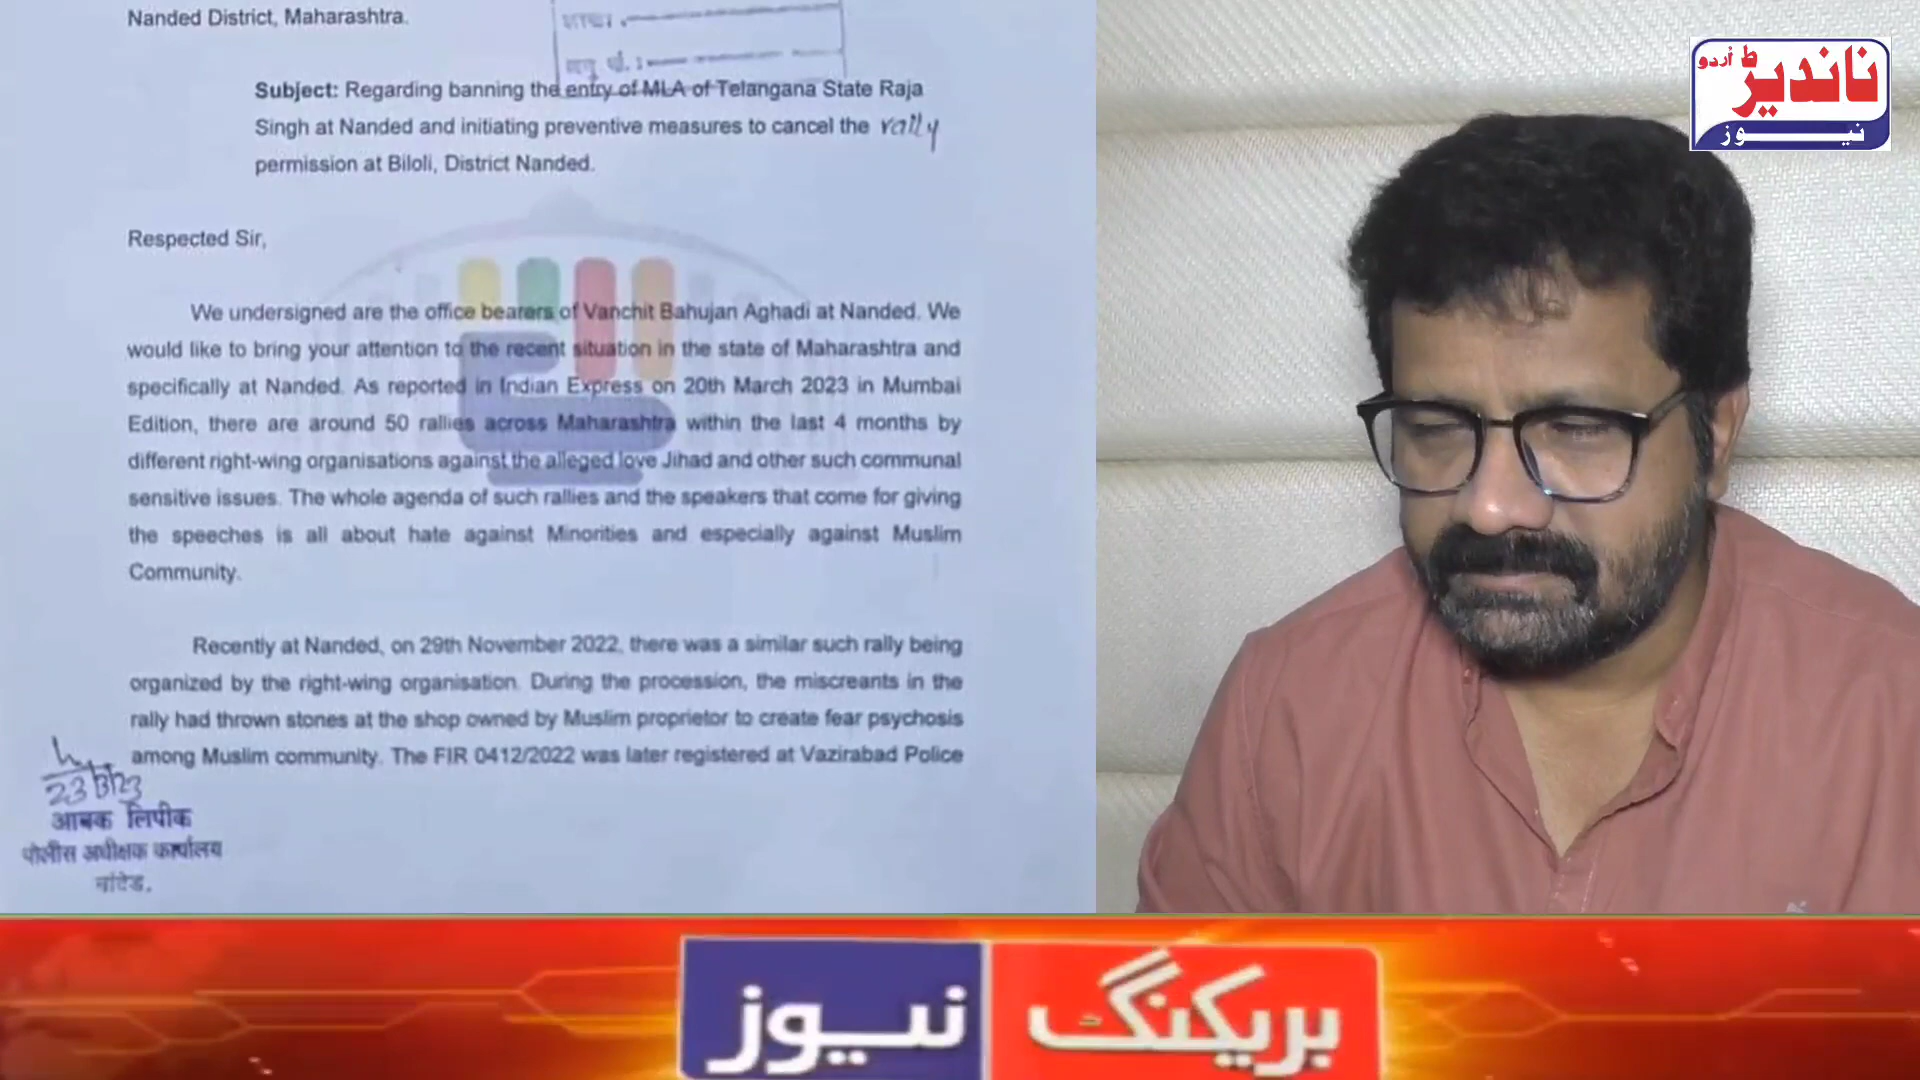 Nanded District, Maharashtra.
Subject: Regarding banning the entry of MLA of Telangana State Raja
Singh at Nanded and initiating preventive measures to cancel the rally
permission at Biloli, District Nanded.
Respected Sir,
We undersigned are the office bearers of Vanchit Bahujan Aghadi at Nanded. We
would like to bring your attention to the recent situation in the state of Maharashtra and
specifically at Nanded. As reported in Indian Express on 20th March 2023 in Mumbai
Edition, there are around 50 rallies across Maharashtra within the last 4 months by
different right-wing organisations against the alleged love Jihad and other such communal
sensitive issues. The whole agenda of such rallies and the speakers that come for giving
the speeches is all about hate against Minorities and especially against Muslim
Community.
Recently at Nanded, on 29th November 2022, there was a similar such rally being
organized by the right-wing organisation. During the procession, the miscreants in the
rally had thrown stones at the shop owned by Muslim proprietor to create fear psychosis
among Muslim community. The FIR 0412/2022 was later registered at Vazirabad Police
23/3/23
आबक लिपीक
पोलीस अधीक्षक कार्यालय
नांदेड.
ناندیڑ اُردو
نیوز
بریکنگ نیوز